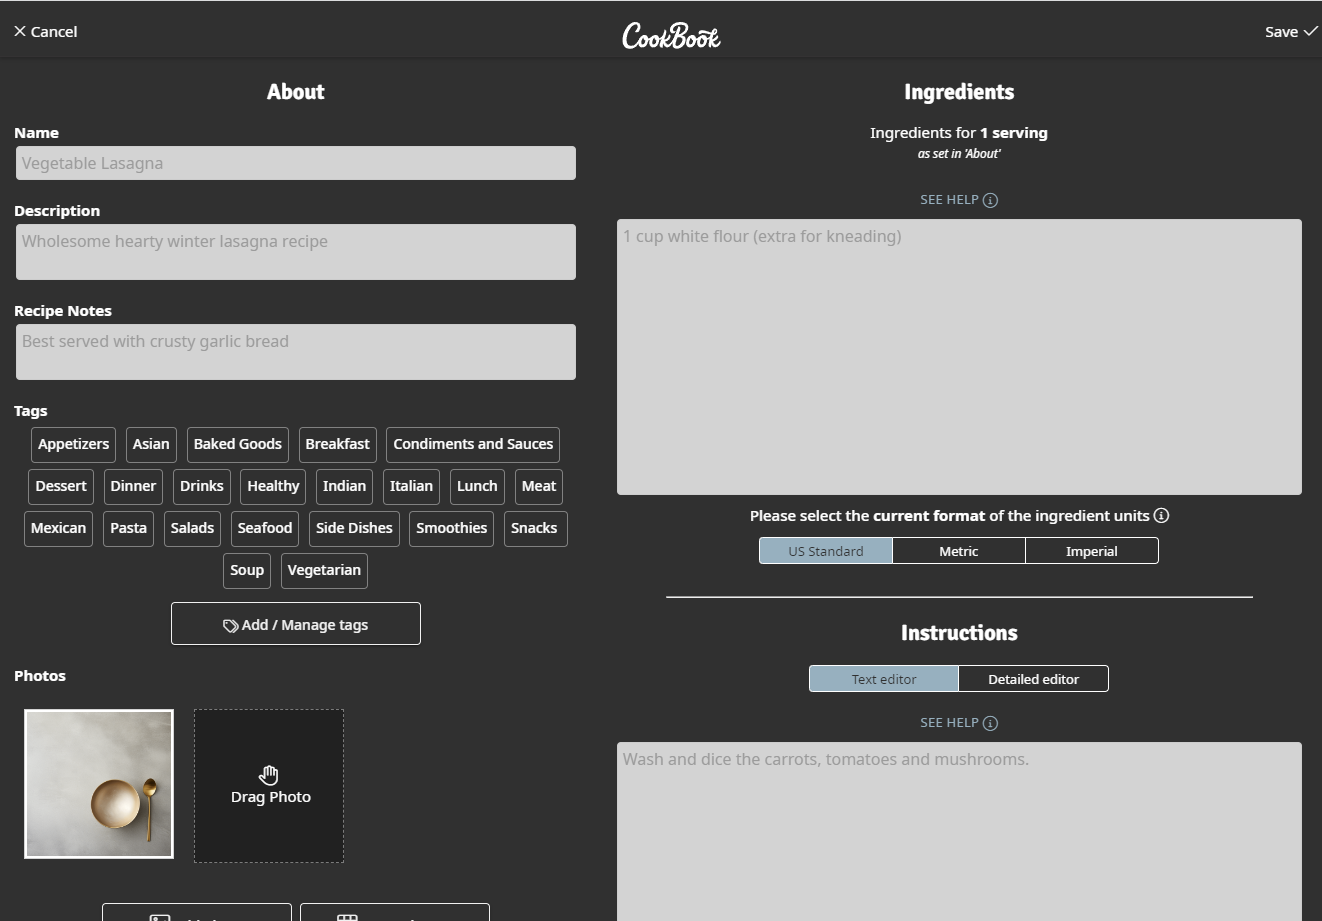 Cancel
CookBook
Save
About
Name
Vegetable Lasagna
Description
Wholesome hearty winter lasagna recipe
Recipe Notes
Best served with crusty garlic bread
Tags
Appetizers Asian Baked Goods Breakfast Condiments and Sauces
Dessert Dinner Drinks Healthy Indian Italian Lunch Meat
Mexican Pasta Salads Seafood Side Dishes Smoothies Snacks
Soup Vegetarian
Add / Manage tags
Photos
Drag Photo
Ingredients
Ingredients for 1 serving
as set in 'About'
SEE HELP
1 cup white flour (extra for kneading)
Please select the current format of the ingredient units
US Standard Metric Imperial
Instructions
Text editor Detailed editor
SEE HELP
Wash and dice the carrots, tomatoes and mushrooms.